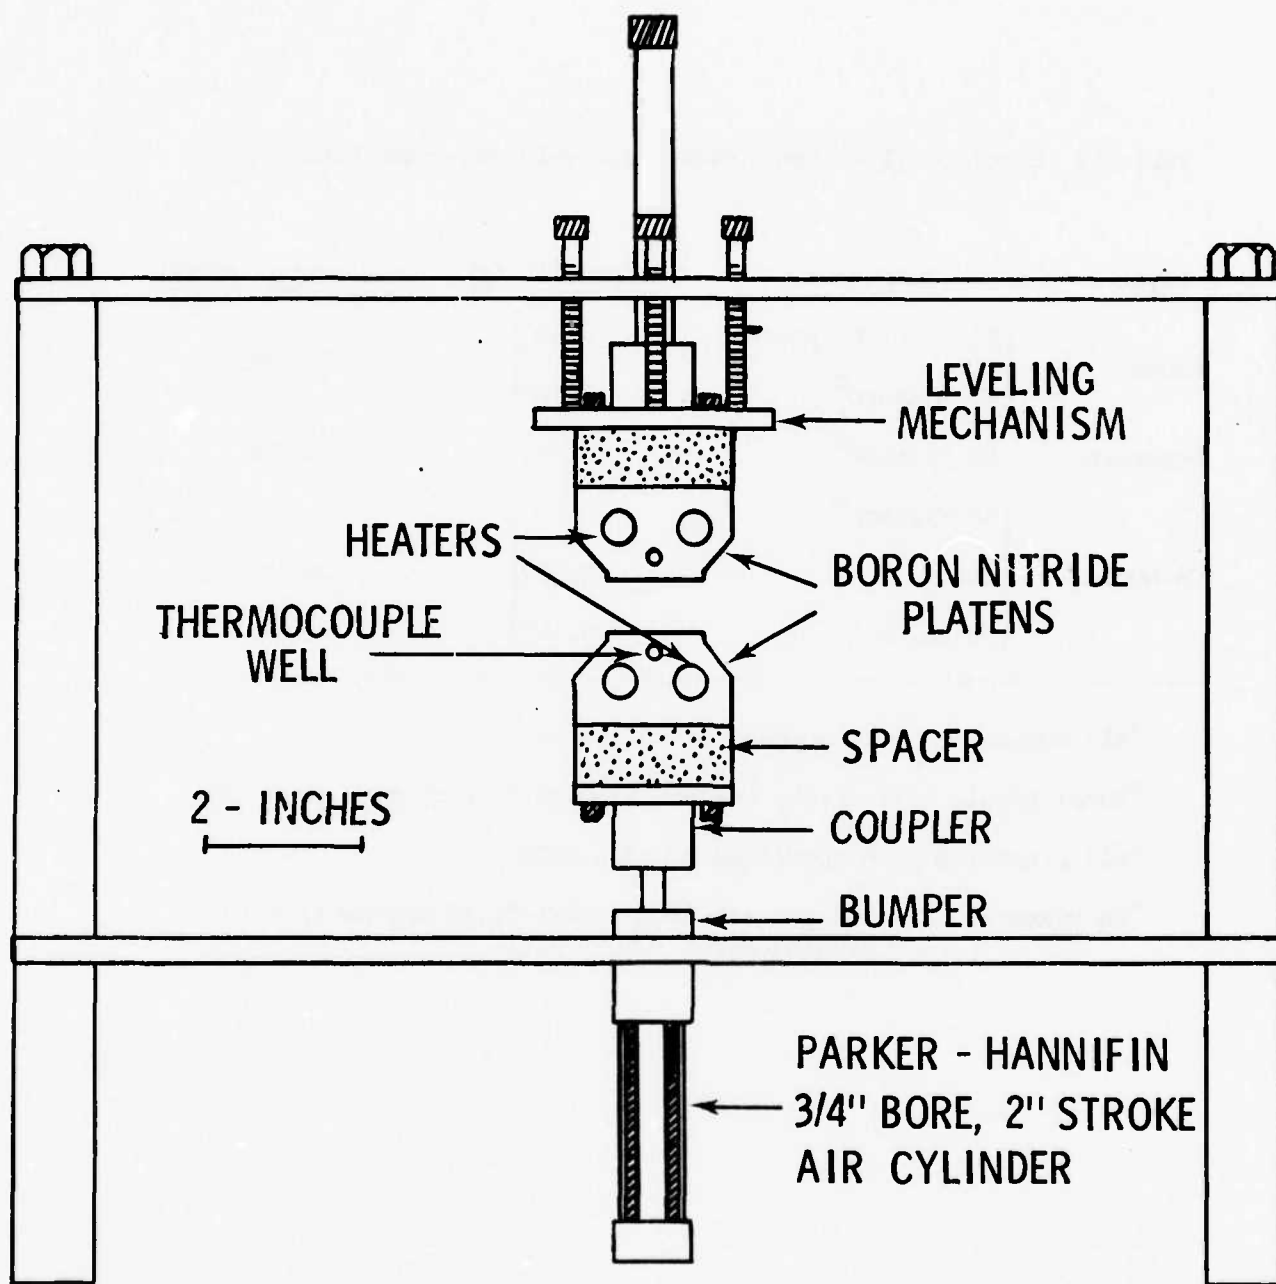 LEVELING
MECHANISM
HEATERS
BORON NITRIDE
PLATENS
THERMOCOUPLE
WELL
SPACER
2 - INCHES
COUPLER
BUMPER
PARKER - HANNIFIN
3/4" BORE, 2" STROKE
AIR CYLINDER